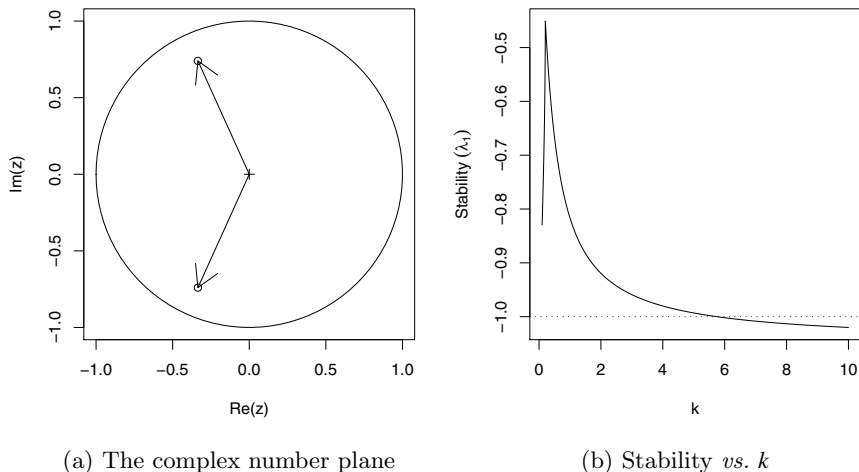 1.0
0.5
0.0
−0.5
−1.0
Im(z)
−1.0 −0.5 0.0 0.5 1.0
Re(z)
−0.5
−0.6
−0.7
−0.8
−0.9
−1.0
Stability (λ1)
0 2 4 6 8 10
k
(a) The complex number plane
(b) Stability vs. k